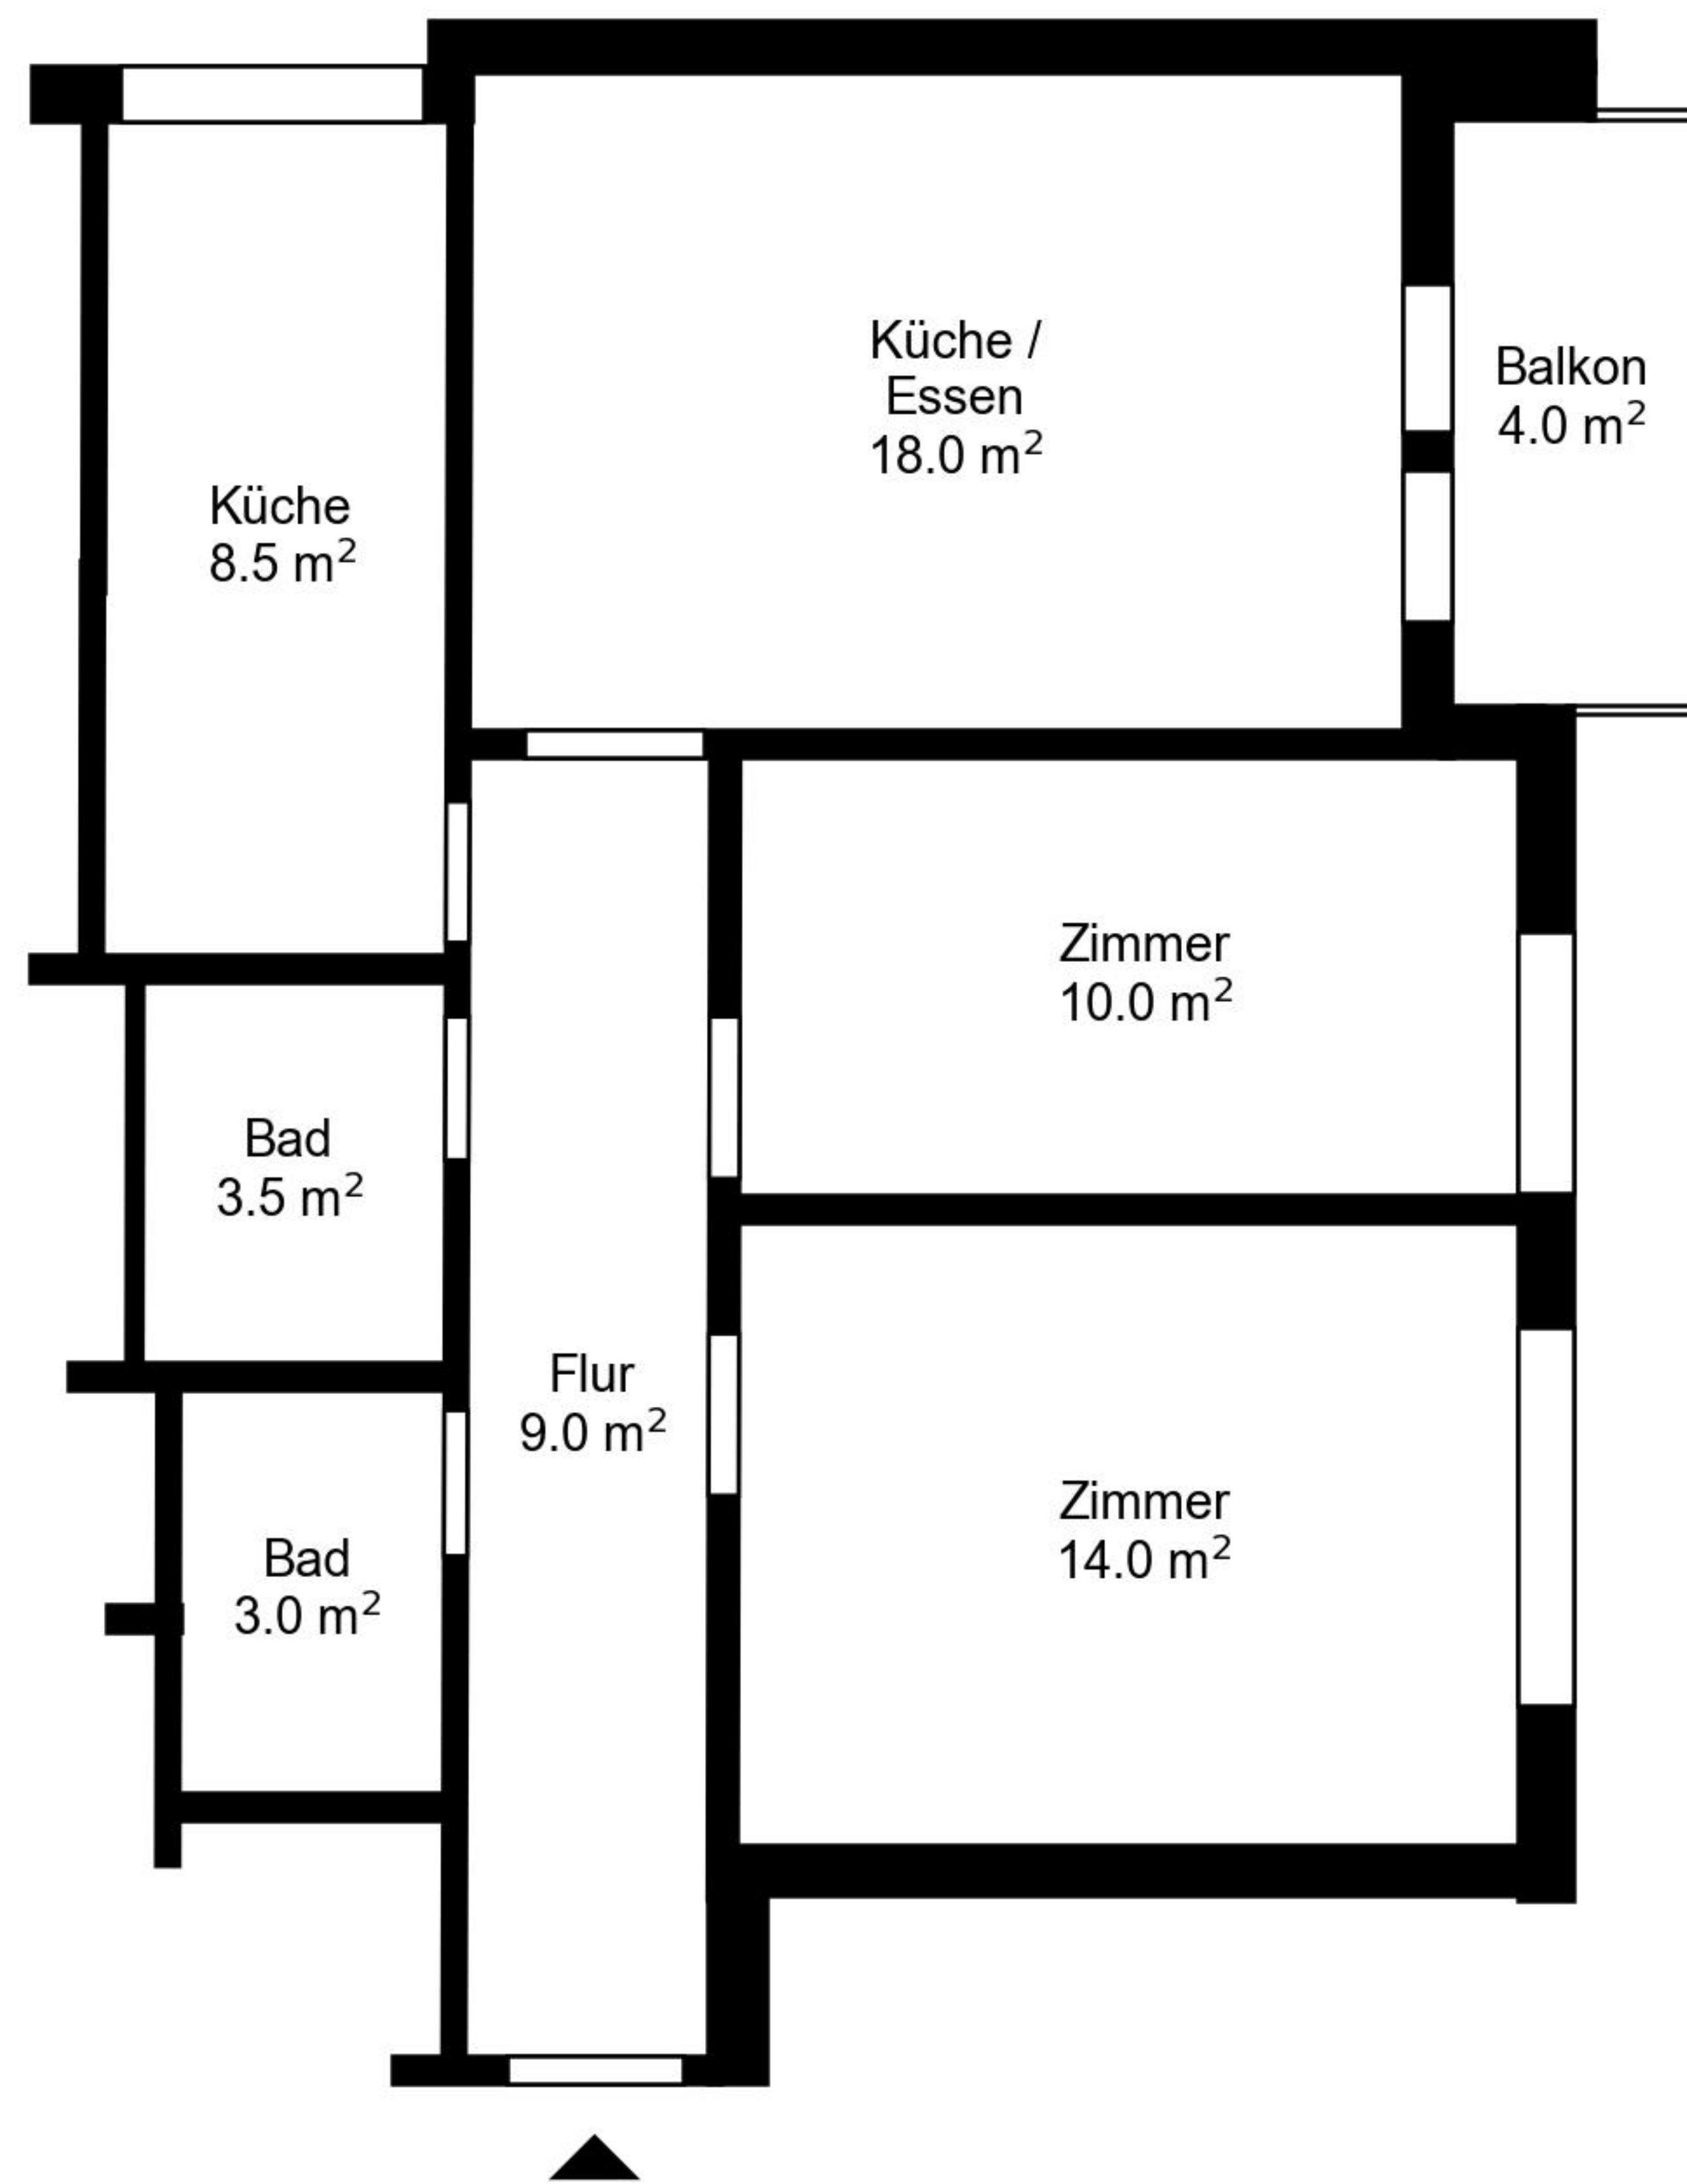 Küche /
Essen
18.0 m²
Balkon
4.0 m²
Küche
8.5 m²
Zimmer
10.0 m²
Bad
3.5 m²
Flur
9.0 m²
Zimmer
14.0 m²
Bad
3.0 m²